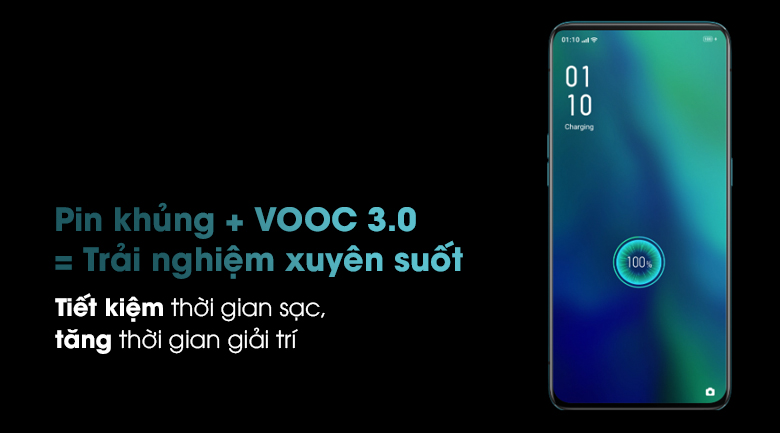 Pin khủng + VOOC 3.0
= Trải nghiệm xuyên suốt
Tiết kiệm thời gian sạc,
tăng thời gian giải trí
01:10
01
10
Charging
100%